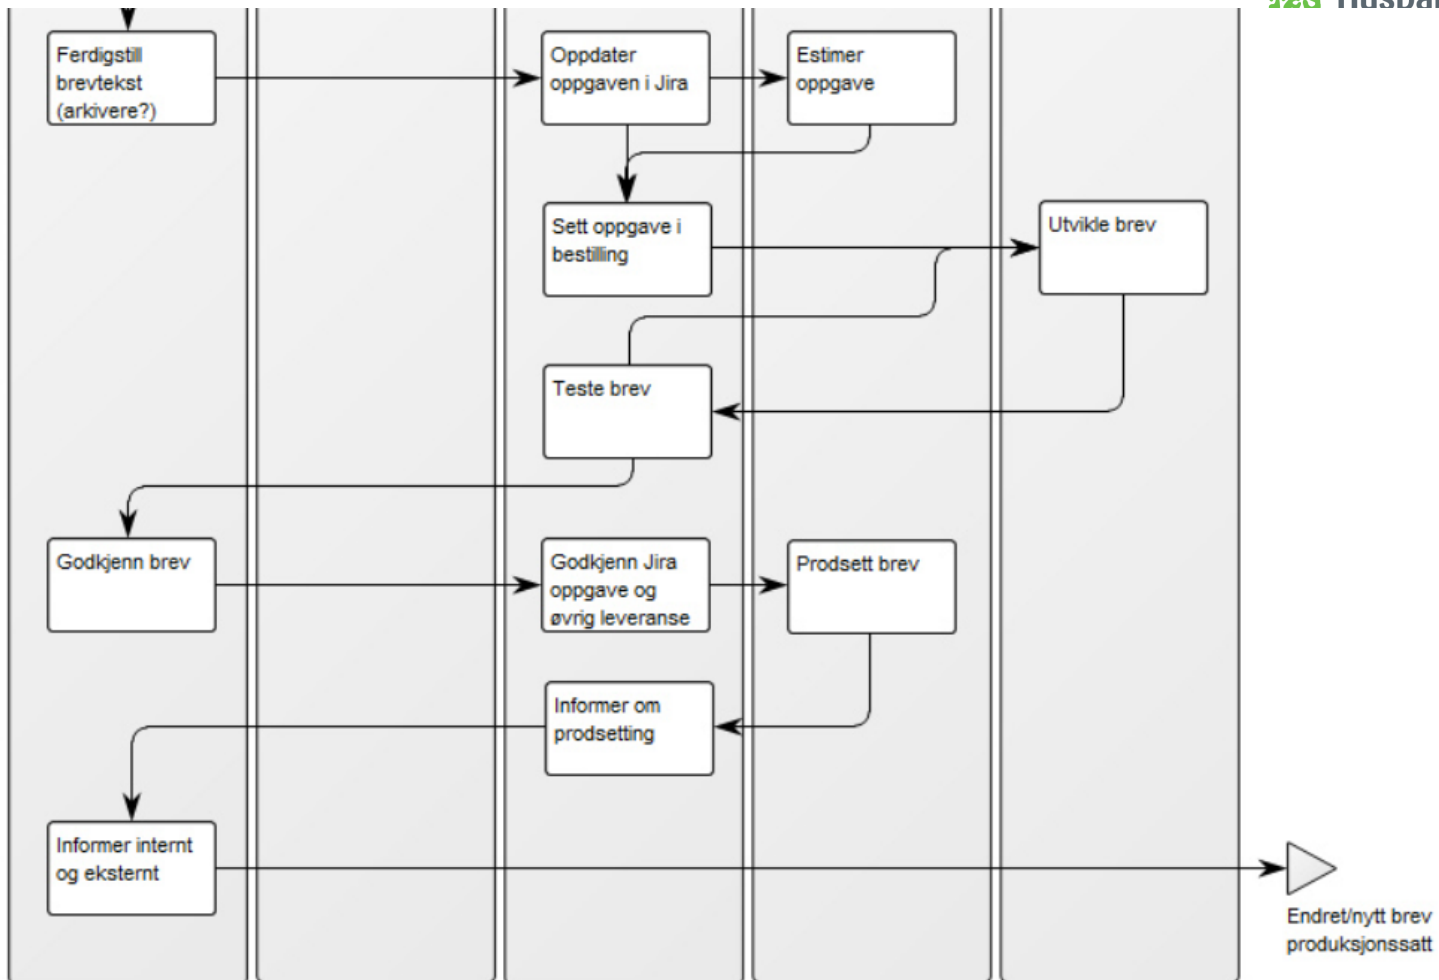 Ferdigstill
brevtekst
(arkivere?)
Oppdater
oppgaven i Jira
Estimer
oppgave
Sett oppgave i
bestilling
Utvikle brev
Teste brev
Godkjenn brev
Godkjenn Jira
oppgave og
øvrig leveranse
Prodsett brev
Informer om
prodsetting
Informer internt
og eksternt
Endret/nytt brev
produksjonssatt